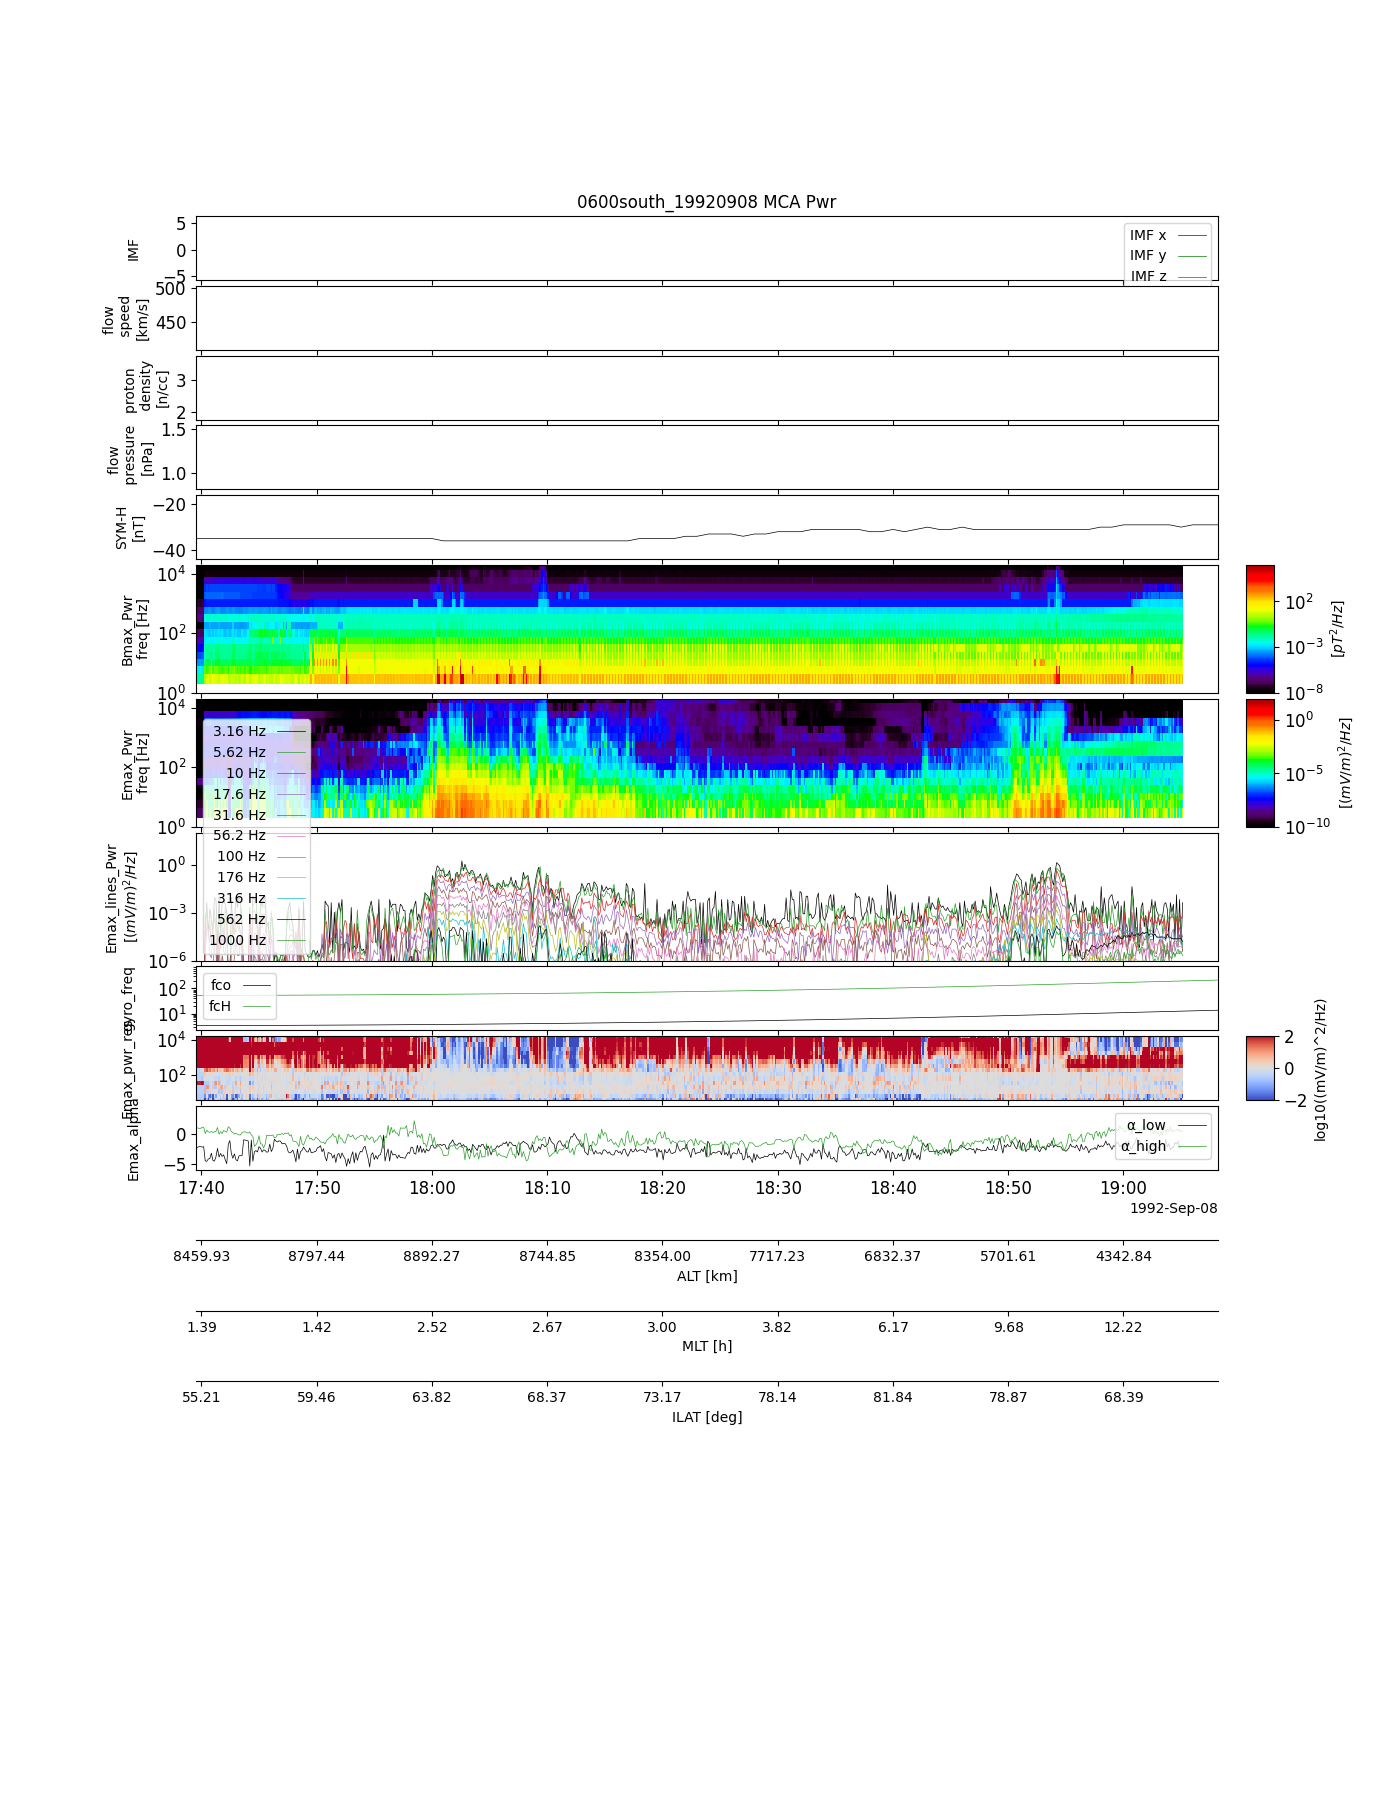 0600south_19920908 MCA Pwr
IMF
5
0
−5
IMF x
IMF y
IMF z
flow
speed
[km/s]
500
450
proton
density
[n/cc]
3
2
flow
pressure
[nPa]
1.5
1.0
SYM-H
[nT]
−20
−40
Bmax_Pwr
freq [Hz]
10^4
10^2
10^0
10^2
10^−3
10^−8
[pT^2/Hz]
Emax_Pwr
freq [Hz]
10^4
10^2
10^0
10^0
10^−5
10^−10
[(mV/m)^2/Hz]
3.16 Hz
5.62 Hz
10 Hz
17.6 Hz
31.6 Hz
56.2 Hz
100 Hz
176 Hz
316 Hz
562 Hz
1000 Hz
Emax_lines_Pwr
[(mV/m)^2/Hz]
10^0
10^−3
10^−6
gyro_freq
10^2
10^1
fco
fcH
Emax_pwr_reg
10^4
10^2
2
0
−2
log10((mV/m)^2/Hz)
Emax_alpha
0
−5
α_low
α_high
17:40 17:50 18:00 18:10 18:20 18:30 18:40 18:50 19:00
1992-Sep-08
8459.93 8797.44 8892.27 8744.85 8354.00 7717.23 6832.37 5701.61 4342.84
ALT [km]
1.39 1.42 2.52 2.67 3.00 3.82 6.17 9.68 12.22
MLT [h]
55.21 59.46 63.82 68.37 73.17 78.14 81.84 78.87 68.39
ILAT [deg]